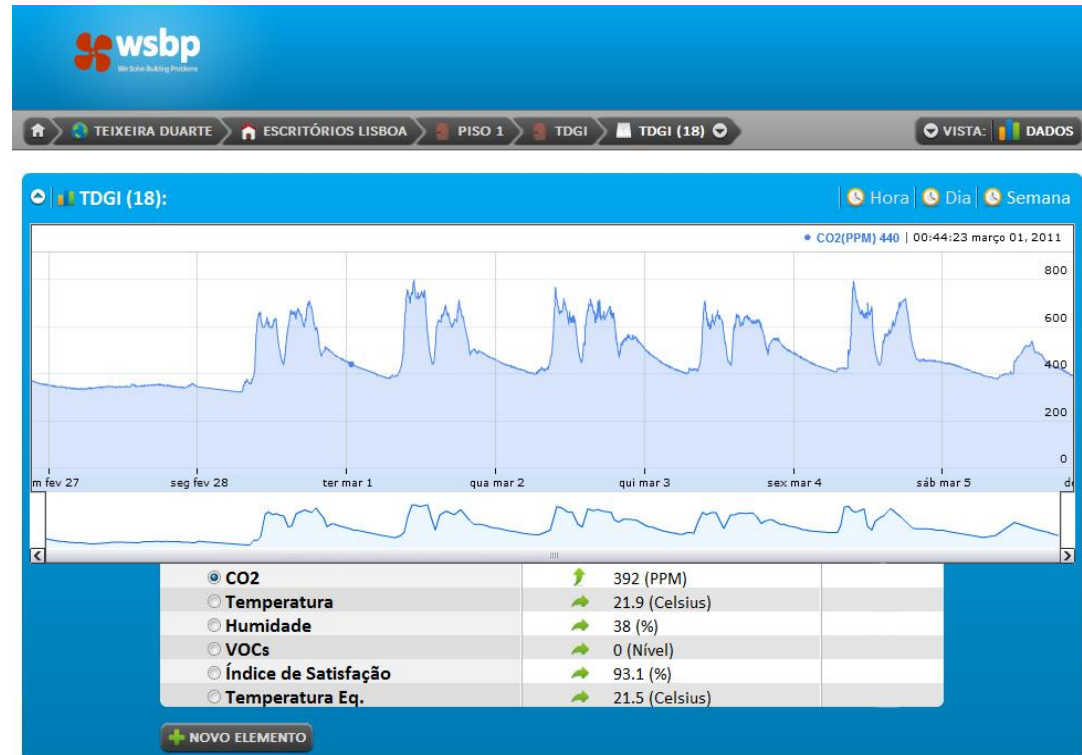 wsbp
We Solve Building Problems
TEIXEIRA DUARTE ESCRITÓRIOS LISBOA PISO 1 TDGI TDGI (18) VISTA: DADOS
TDGI (18): Hora Dia Semana
CO2(PPM) 440 | 00:44:23 março 01, 2011
800
600
400
200
0
m fev 27 seg fev 28 ter mar 1 qua mar 2 qui mar 3 sex mar 4 sáb mar 5 d
CO2 392 (PPM)
Temperatura 21.9 (Celsius)
Humidade 38 (%)
VOCs 0 (Nível)
Índice de Satisfação 93.1 (%)
Temperatura Eq. 21.5 (Celsius)
NOVO ELEMENTO